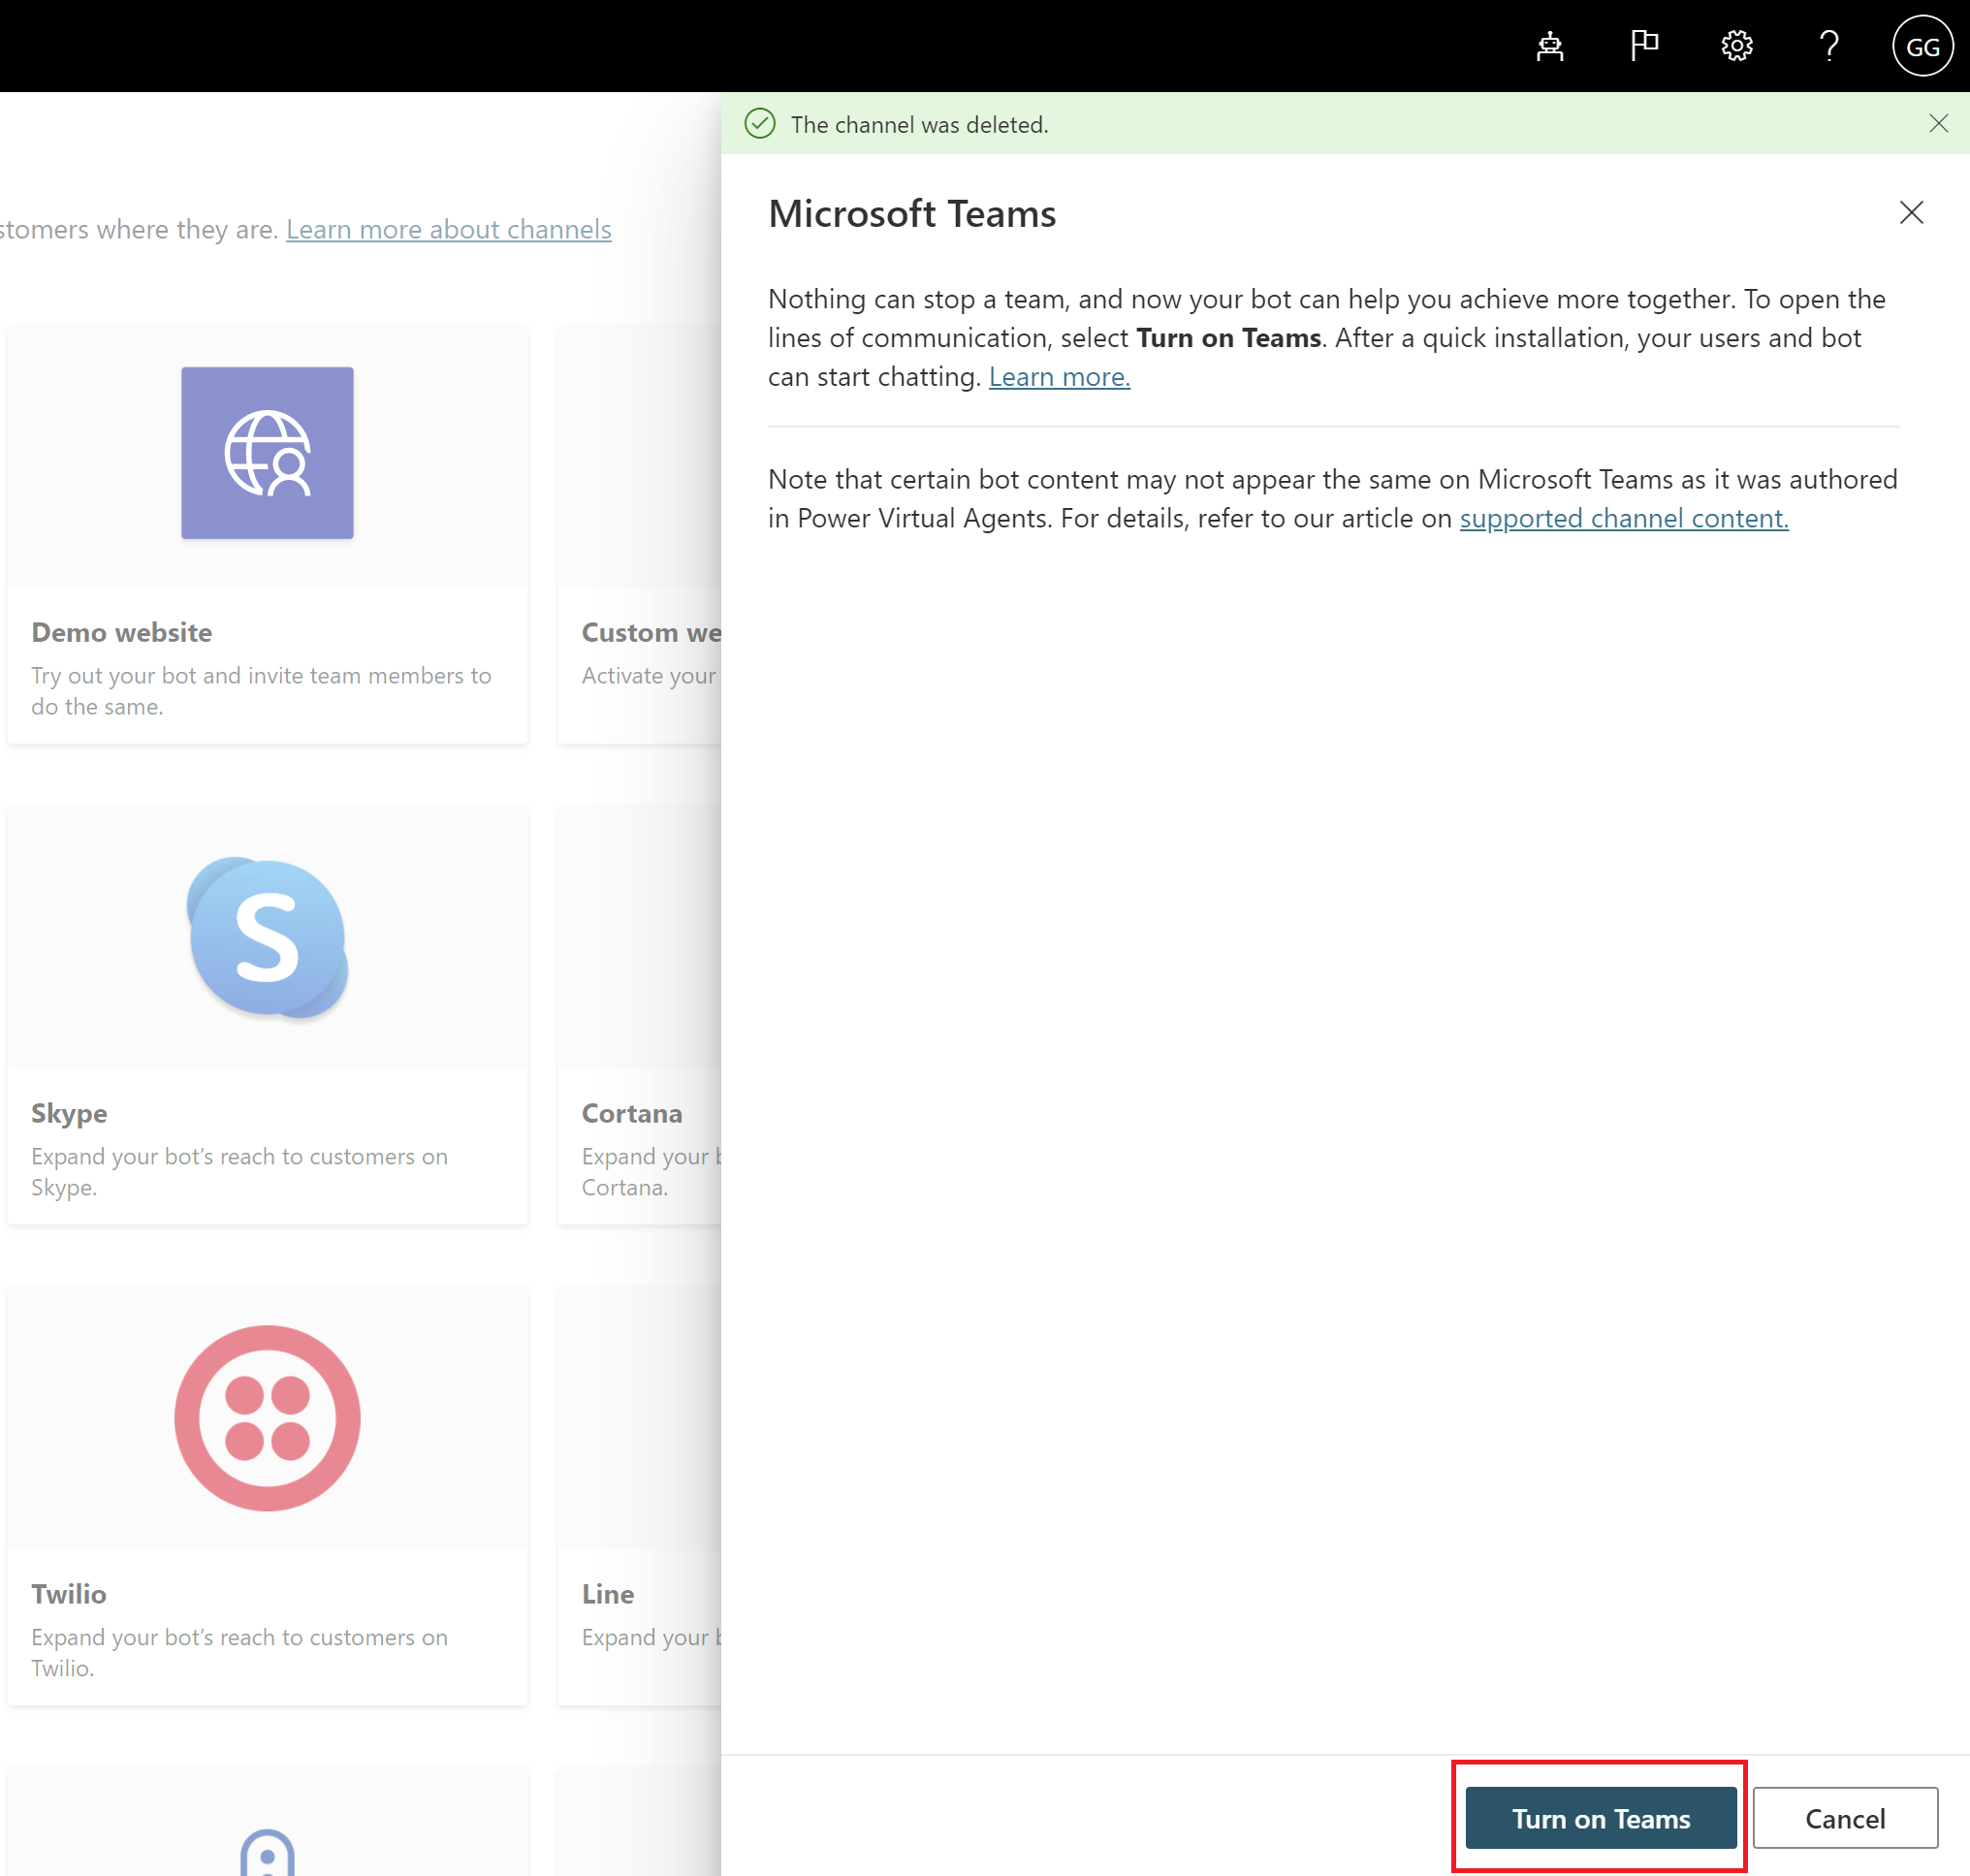 GG
The channel was deleted.
Microsoft Teams
Nothing can stop a team, and now your bot can help you achieve more together. To open the
lines of communication, select Turn on Teams. After a quick installation, your users and bot
can start chatting. Learn more.
Note that certain bot content may not appear the same on Microsoft Teams as it was authored
in Power Virtual Agents. For details, refer to our article on supported channel content.
Turn on Teams
Cancel
stomers where they are. Learn more about channels
Demo website
Try out your bot and invite team members to
do the same.
Custom we
Activate your
Skype
Expand your bot’s reach to customers on
Skype.
Cortana
Expand your b
Cortana.
Twilio
Expand your bot’s reach to customers on
Twilio.
Line
Expand your b